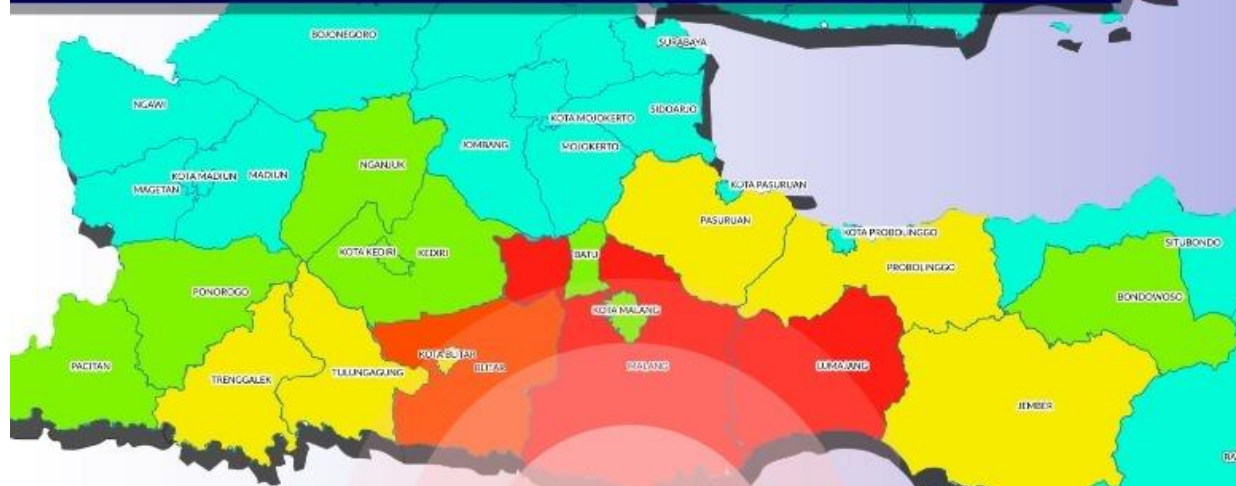 BOJONEGORO
SURABAYA
NGAWI
SIDOARJO
KOTA MOJOKERTO
JOMBANG
MOJOKERTO
NGANJUK
KOTA MADIUN
MADIUN
MAGETAN
KOTA PASURUAN
PASURUAN
KOTA PROBOLINGGO
SITUBONDO
KOTA KEDIRI
KEDIRI
BATU
PROBOLINGGO
PONOROGO
BONDOWOSO
KOTA MALANG
KOTA BLITAR
BLITAR
PACITAN
TRENGGALEK
TULUNGAGUNG
MALANG
LUMAJANG
JEMBER
BA